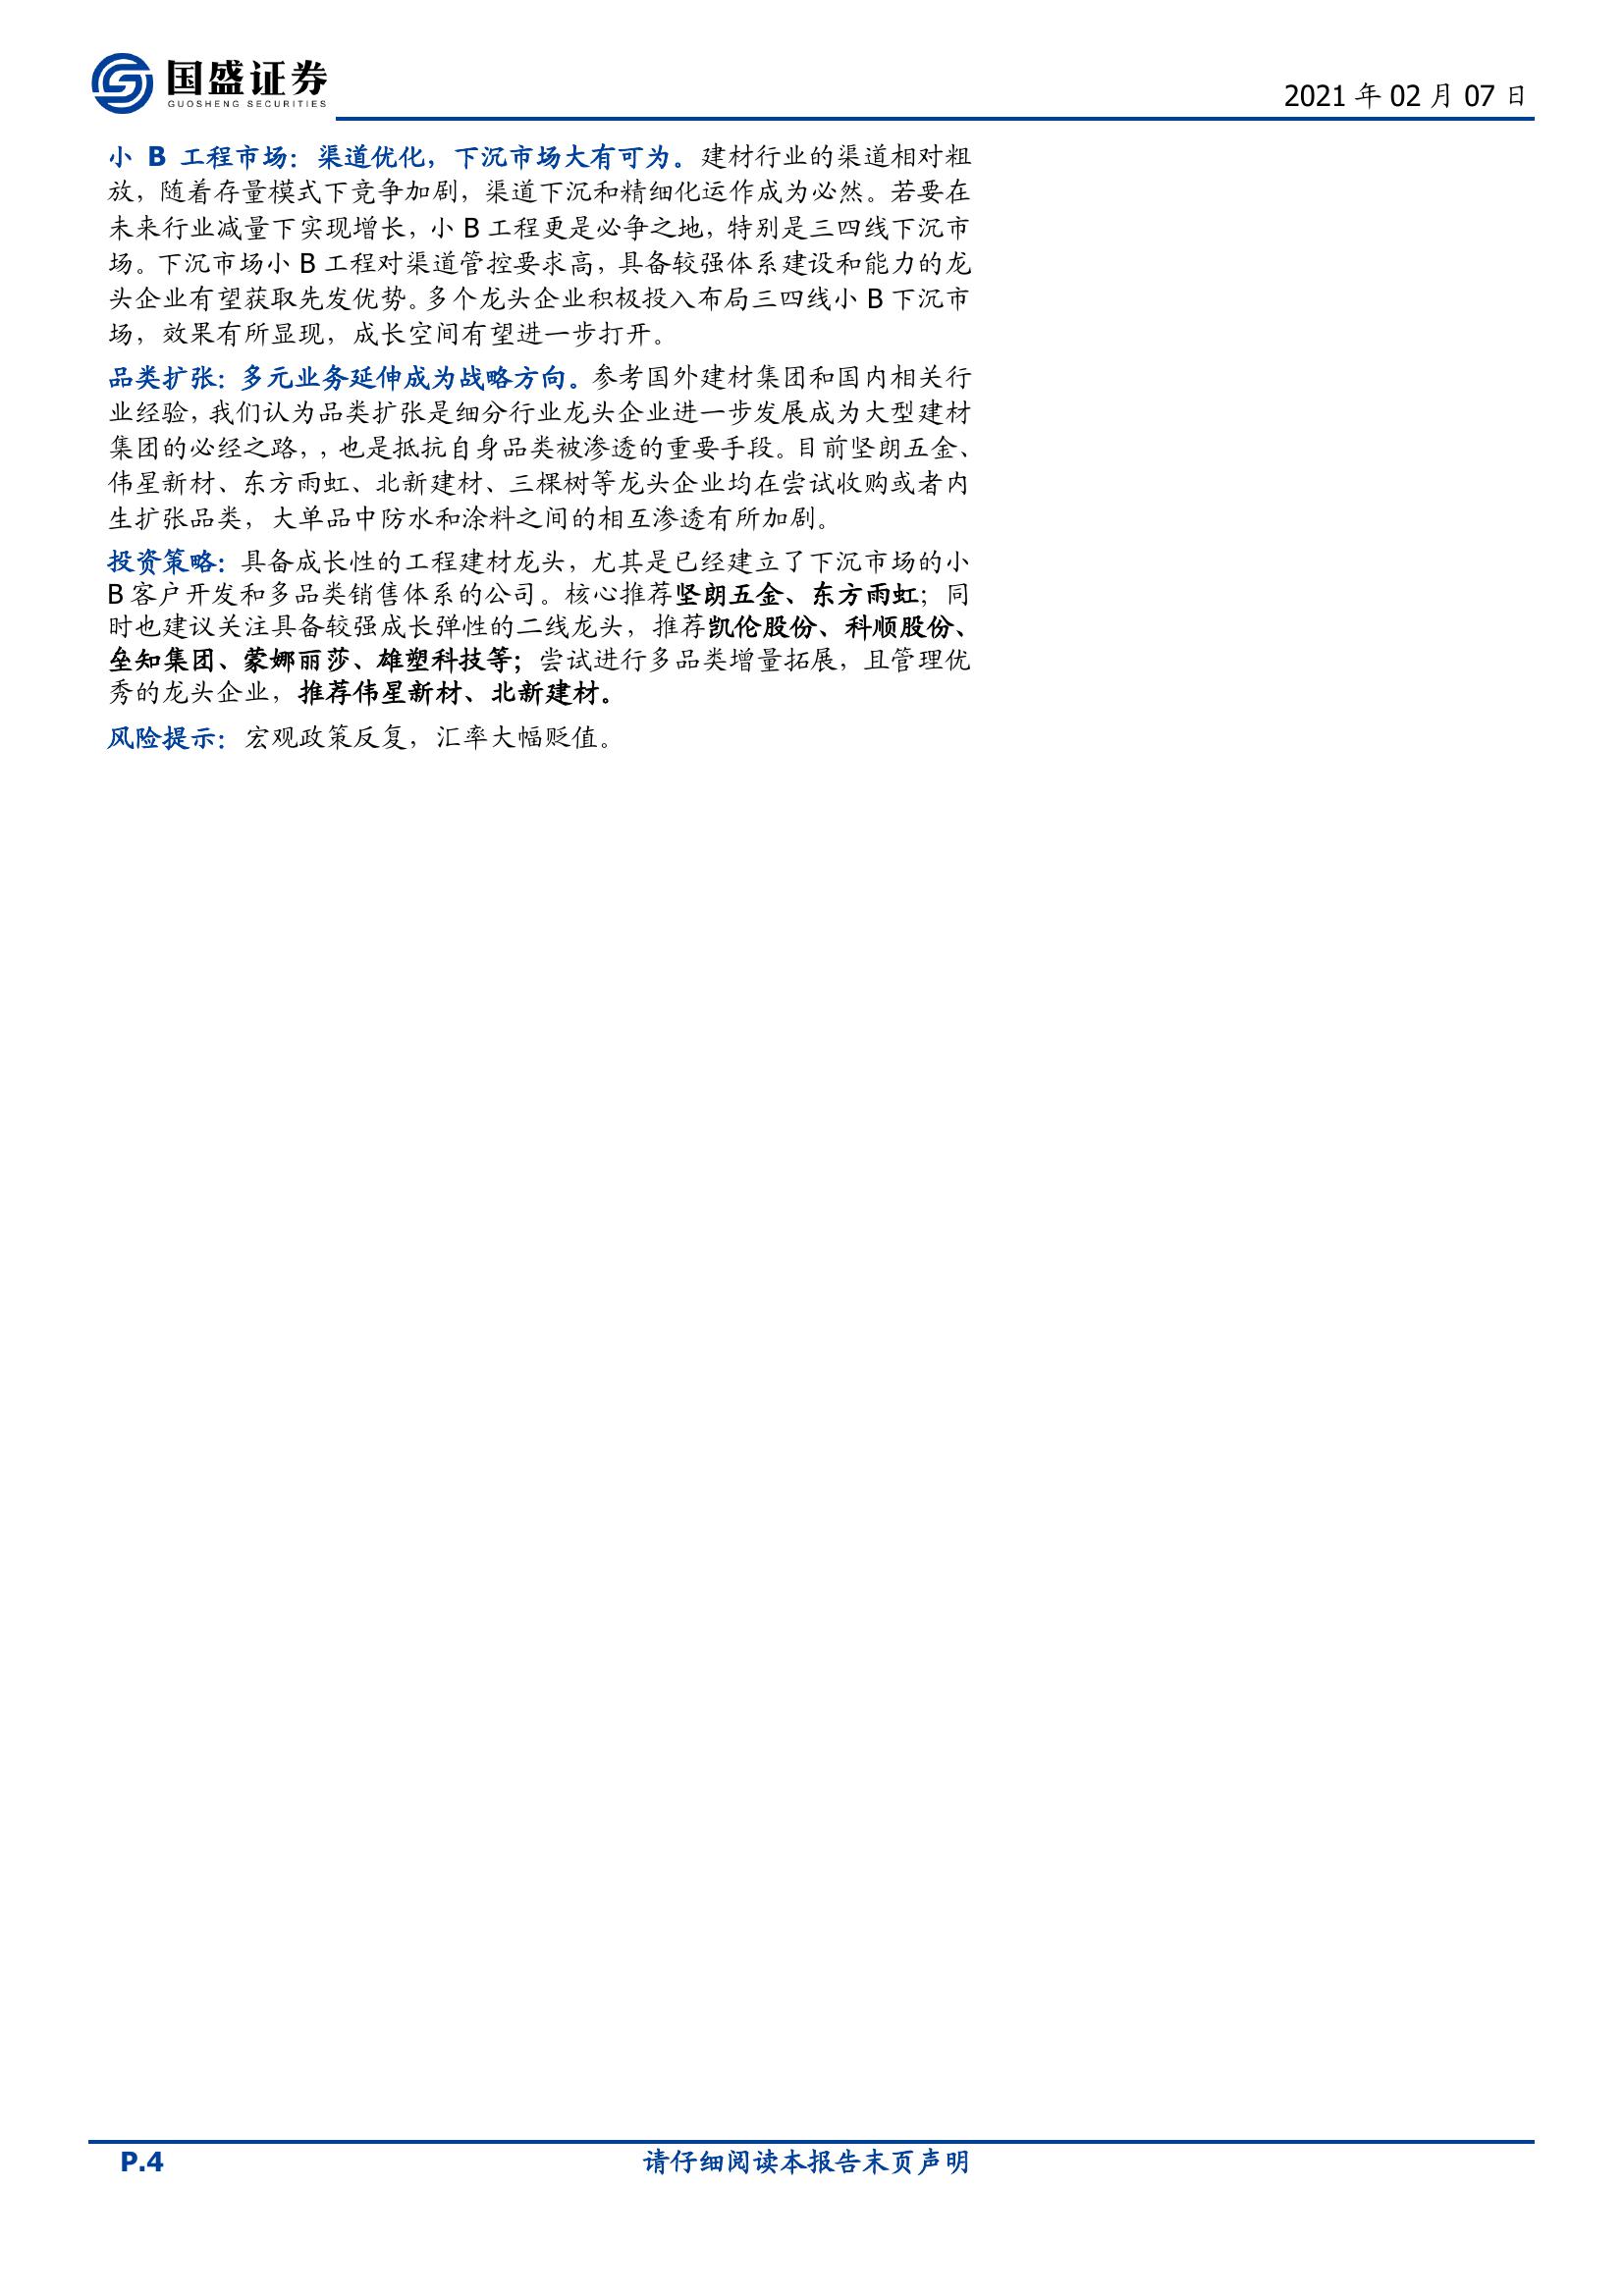 国盛证券
GUOSHENG SECURITIES
2021 年 02 月 07 日
小 B 工程市场：渠道优化，下沉市场大有可为。建材行业的渠道相对粗
放，随着存量模式下竞争加剧，渠道下沉和精细化运作成为必然。若要在
未来行业减量下实现增长，小 B 工程更是必争之地，特别是三四线下沉市
场。下沉市场小 B 工程对渠道管控要求高，具备较强体系建设和能力的龙
头企业有望获取先发优势。多个龙头企业积极投入布局三四线小 B 下沉市
场，效果有所显现，成长空间有望进一步打开。
品类扩张：多元业务延伸成为战略方向。参考国外建材集团和国内相关行
业经验，我们认为品类扩张是细分行业龙头企业进一步发展成为大型建材
集团的必经之路，，也是抵抗自身品类被渗透的重要手段。目前坚朗五金、
伟星新材、东方雨虹、北新建材、三棵树等龙头企业均在尝试收购或者内
生扩张品类，大单品中防水和涂料之间的相互渗透有所加剧。
投资策略：具备成长性的工程建材龙头，尤其是已经建立了下沉市场的小
B 客户开发和多品类销售体系的公司。核心推荐坚朗五金、东方雨虹；同
时也建议关注具备较强成长弹性的二线龙头，推荐凯伦股份、科顺股份、
垒知集团、蒙娜丽莎、雄塑科技等；尝试进行多品类增量拓展，且管理优
秀的龙头企业，推荐伟星新材、北新建材。
风险提示：宏观政策反复，汇率大幅贬值。
P.4
请仔细阅读本报告末页声明